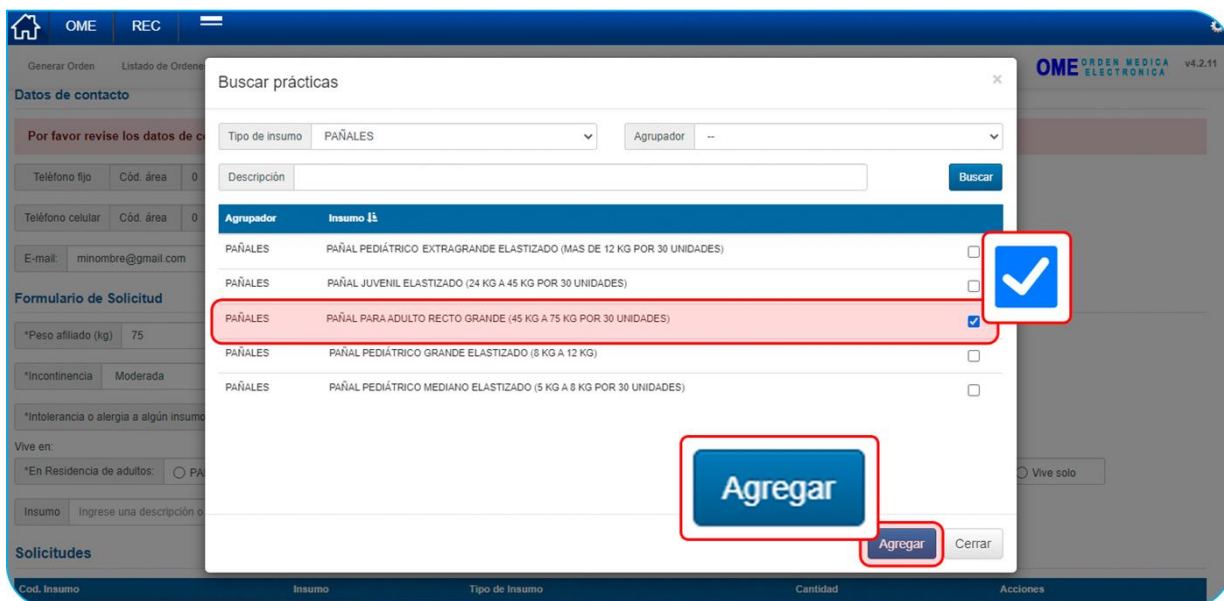 OME REC
Generar Orden Listado de Ordene
OME ORDEN MEDICA ELECTRONICA v4.2.11
Datos de contacto
Por favor revise los datos de co
Teléfono fijo Cód. área 0
Teléfono celular Cód. área 0
E-mail: minombre@gmail.com
Formulario de Solicitud
*Peso afiliado (kg) 75
*Incontinencia Moderada
*Intolerancia o alergia a algún insumo
Vive en:
*En Residencia de adultos: PA
Vive solo
Insumo Ingrese una descripción o
Solicitudes
Cod. Insumo Insumo Tipo de Insumo Cantidad Acciones
Buscar prácticas ×
Tipo de insumo PAÑALES Agrupador --
Descripción Buscar
Agrupador Insumo
PAÑALES PAÑAL PEDIÁTRICO EXTRAGRANDE ELASTIZADO (MAS DE 12 KG POR 30 UNIDADES)
PAÑALES PAÑAL JUVENIL ELASTIZADO (24 KG A 45 KG POR 30 UNIDADES)
PAÑALES PAÑAL PARA ADULTO RECTO GRANDE (45 KG A 75 KG POR 30 UNIDADES)
PAÑALES PAÑAL PEDIÁTRICO GRANDE ELASTIZADO (8 KG A 12 KG)
PAÑALES PAÑAL PEDIÁTRICO MEDIANO ELASTIZADO (5 KG A 8 KG POR 30 UNIDADES)
Agregar
Agregar Cerrar